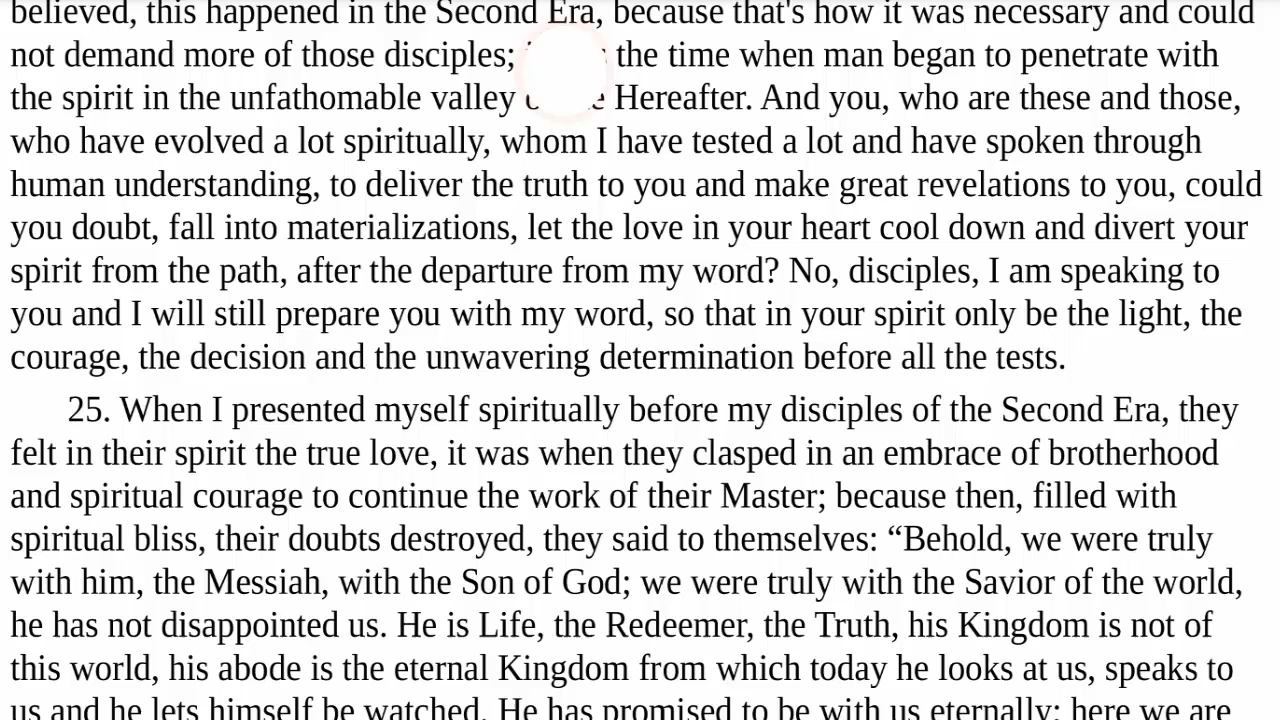 believed, this happened in the Second Era, because that's how it was necessary and could
not demand more of those disciples; the time when man began to penetrate with
the spirit in the unfathomable valley Hereafter. And you, who are these and those,
who have evolved a lot spiritually, whom I have tested a lot and have spoken through
human understanding, to deliver the truth to you and make great revelations to you, could
you doubt, fall into materializations, let the love in your heart cool down and divert your
spirit from the path, after the departure from my word? No, disciples, I am speaking to
you and I will still prepare you with my word, so that in your spirit only be the light, the
courage, the decision and the unwavering determination before all the tests.
25. When I presented myself spiritually before my disciples of the Second Era, they
felt in their spirit the true love, it was when they clasped in an embrace of brotherhood
and spiritual courage to continue the work of their Master; because then, filled with
spiritual bliss, their doubts destroyed, they said to themselves: “Behold, we were truly
with him, the Messiah, with the Son of God; we were truly with the Savior of the world,
he has not disappointed us. He is Life, the Redeemer, the Truth, his Kingdom is not of
this world, his abode is the eternal Kingdom from which today he looks at us, speaks to
us and he lets himself be watched. He has promised to be with us eternally; here we are